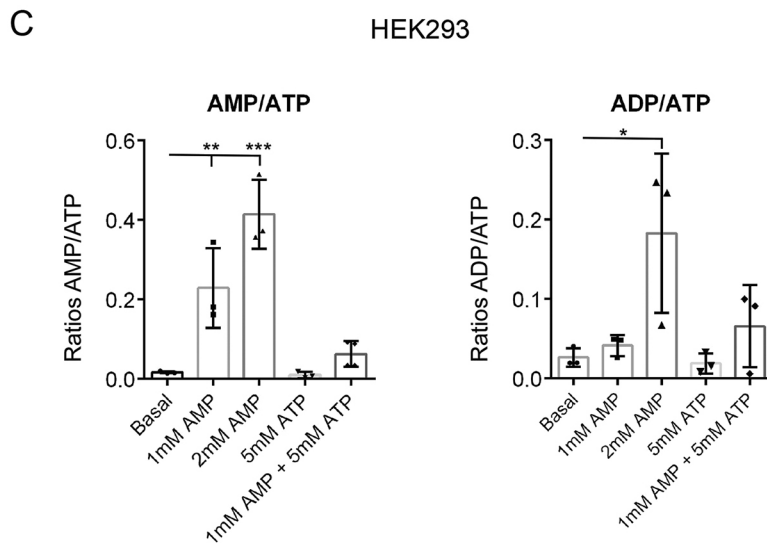 C
HEK293
AMP/ATP
Ratios AMP/ATP
0.6
0.4
0.2
0.0
** ***
Basal
1mM AMP
2mM AMP
5mM ATP
1mM AMP + 5mM ATP
ADP/ATP
Ratios ADP/ATP
0.3
0.2
0.1
0.0
*
Basal
1mM AMP
2mM AMP
5mM ATP
1mM AMP + 5mM ATP